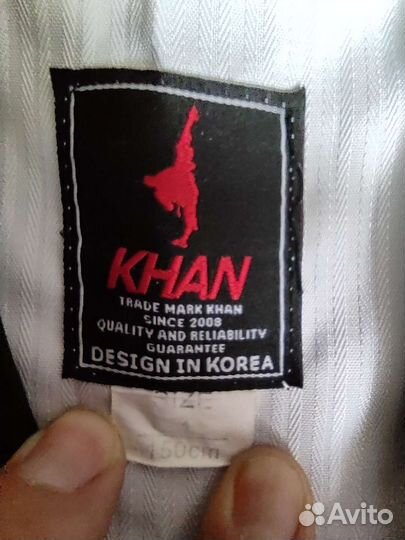 KHAN
TRADE MARK KHAN
SINCE 2008
QUALITY AND RELIABILITY
GUARANTEE
DESIGN IN KOREA
SIZE
1
150cm
Avito